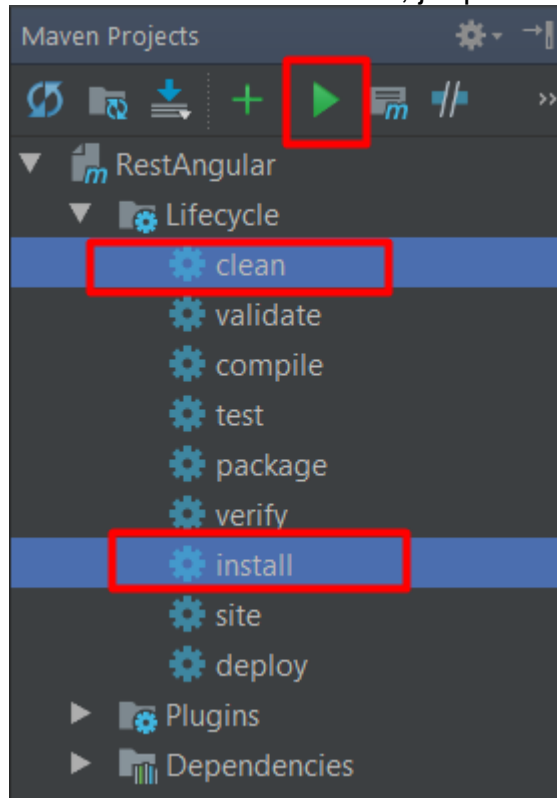 Maven Projects
RestAngular
Lifecycle
clean
validate
compile
test
package
verify
install
site
deploy
Plugins
Dependencies